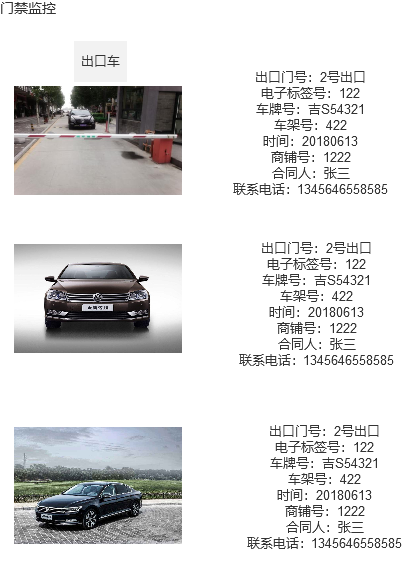 门禁监控
出口车
出口门号：2号出口
电子标签号：122
车牌号：吉S54321
车架号：422
时间：20180613
商铺号：1222
合同人：张三
联系电话：1345646558585
出口门号：2号出口
电子标签号：122
车牌号：吉S54321
车架号：422
时间：20180613
商铺号：1222
合同人：张三
联系电话：1345646558585
出口门号：2号出口
电子标签号：122
车牌号：吉S54321
车架号：422
时间：20180613
商铺号：1222
合同人：张三
联系电话：1345646558585